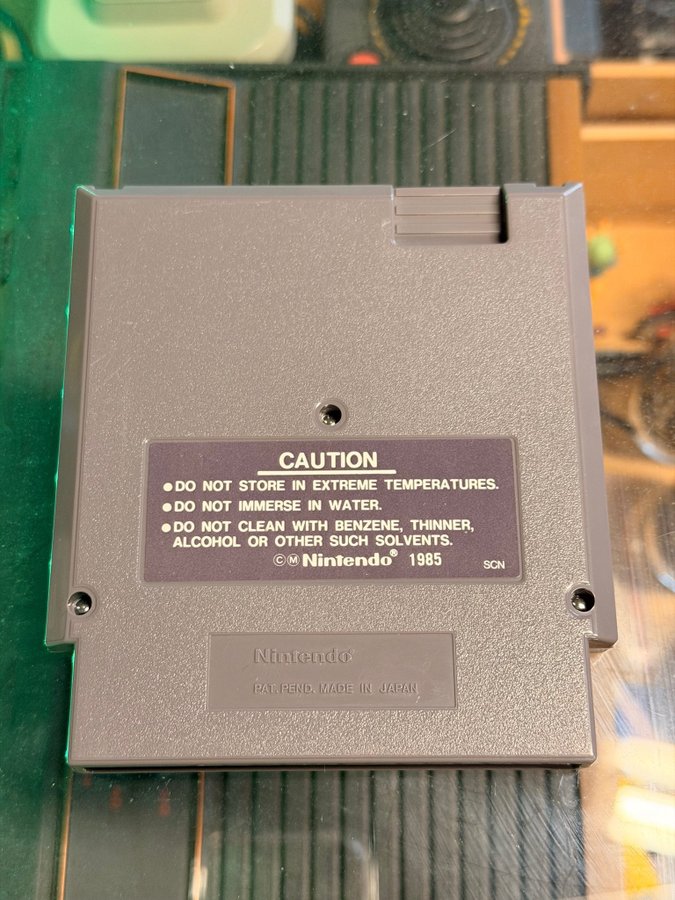 CAUTION
●DO NOT STORE IN EXTREME TEMPERATURES.
●DO NOT IMMERSE IN WATER.
●DO NOT CLEAN WITH BENZENE, THINNER,
ALCOHOL OR OTHER SUCH SOLVENTS.
©Ⓜ Nintendo® 1985 SCN
Nintendo®
PAT. PEND. MADE IN JAPAN